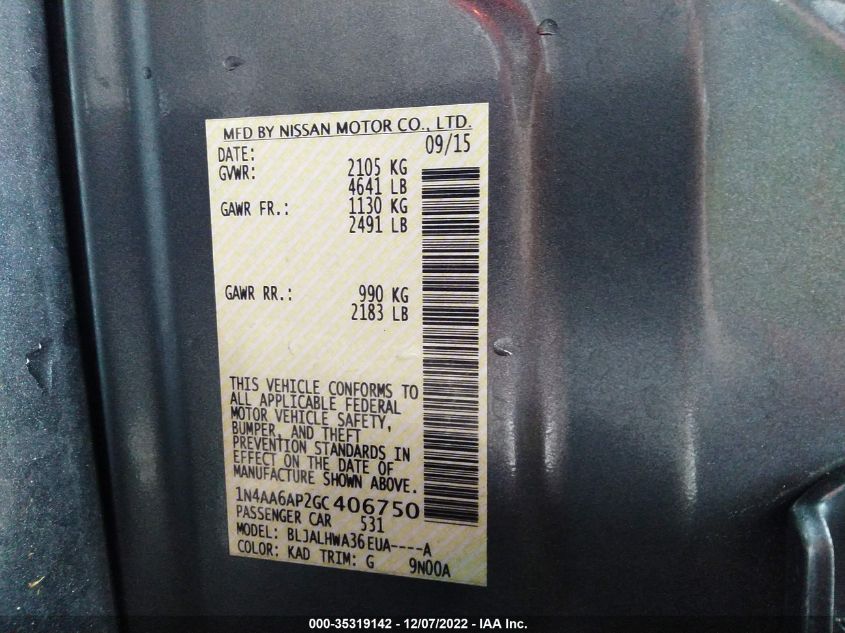 MFD BY NISSAN MOTOR CO., LTD.
DATE: 09/15
GVWR: 2105 KG
4641 LB
GAWR FR.: 1130 KG
2491 LB
GAWR RR.: 990 KG
2183 LB
THIS VEHICLE CONFORMS TO
ALL APPLICABLE FEDERAL
MOTOR VEHICLE SAFETY,
BUMPER, AND THEFT
PREVENTION STANDARDS IN
EFFECT ON THE DATE OF
MANUFACTURE SHOWN ABOVE.
1N4AA6AP2GC406750
PASSENGER CAR 531
MODEL: BLJALHWA36EUA----A
COLOR: KAD TRIM: G 9N00A
000-35319142 - 12/07/2022 - IAA Inc.